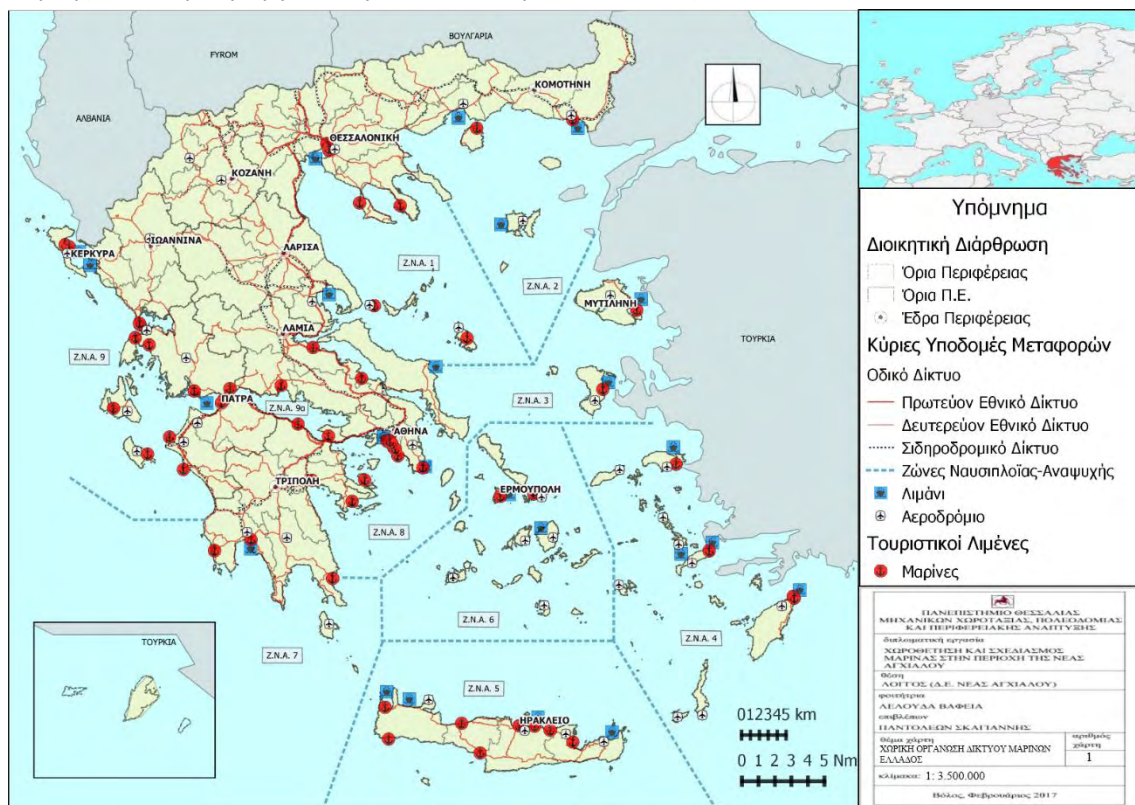 ΒΟΥΛΓΑΡΙΑ
FYROM
ΑΛΒΑΝΙΑ
ΚΟΜΟΤΗΝΗ
ΘΕΣΣΑΛΟΝΙΚΗ
ΚΟΖΑΝΗ
ΙΩΑΝΝΙΝΑ
ΚΕΡΚΥΡΑ
ΛΑΡΙΣΑ
Ζ.Ν.Α. 1
Ζ.Ν.Α. 2
ΜΥΤΙΛΗΝΗ
ΛΑΜΙΑ
ΤΟΥΡΚΙΑ
Ζ.Ν.Α. 9
Ζ.Ν.Α. 3
ΠΑΤΡΑ
Ζ.Ν.Α. 9α
ΑΘΗΝΑ
ΤΡΙΠΟΛΗ
ΕΡΜΟΥΠΟΛΗ
Ζ.Ν.Α. 8
Ζ.Ν.Α. 6
Ζ.Ν.Α. 4
Ζ.Ν.Α. 7
Ζ.Ν.Α. 5
ΗΡΑΚΛΕΙΟ
ΤΟΥΡΚΙΑ
012345 km
0 1 2 3 4 5 Nm
Υπόμνημα
Διοικητική Διάρθρωση
Όρια Περιφέρειας
Όρια Π.Ε.
Έδρα Περιφέρειας
Κύριες Υποδομές Μεταφορών
Οδικό Δίκτυο
Πρωτεύον Εθνικό Δίκτυο
Δευτερεύον Εθνικό Δίκτυο
Σιδηροδρομικό Δίκτυο
Ζώνες Ναυσιπλοΐας-Αναψυχής
Λιμάνι
Αεροδρόμιο
Τουριστικοί Λιμένες
Μαρίνες
ΠΑΝΕΠΙΣΤΗΜΙΟ ΘΕΣΣΑΛΙΑΣ
ΜΗΧΑΝΙΚΩΝ ΧΩΡΟΤΑΞΙΑΣ, ΠΟΛΕΟΔΟΜΙΑΣ
ΚΑΙ ΠΕΡΙΦΕΡΕΙΑΚΗΣ ΑΝΑΠΤΥΞΗΣ
διπλωματική εργασία
ΧΩΡΟΘΕΤΗΣΗ ΚΑΙ ΣΧΕΔΙΑΣΜΟΣ
ΜΑΡΙΝΑΣ ΣΤΗΝ ΠΕΡΙΟΧΗ ΤΗΣ ΝΕΑΣ
ΑΓΧΙΑΛΟΥ
θέση
ΛΟΓΓΟΣ (Δ.Ε. ΝΕΑΣ ΑΓΧΙΑΛΟΥ)
φοιτήτρια
ΛΕΛΟΥΔΑ ΒΑΦΕΙΑ
επιβλέπων
ΠΑΝΤΟΛΕΩΝ ΣΚΑΓΙΑΝΝΗΣ
θέμα χάρτη
ΧΩΡΙΚΗ ΟΡΓΑΝΩΣΗ ΔΙΚΤΥΟΥ ΜΑΡΙΝΩΝ
ΕΛΛΑΔΟΣ
αριθμός
χάρτη
1
κλίμακα: 1: 3.500.000
Βόλος, Φεβρουάριος 2017